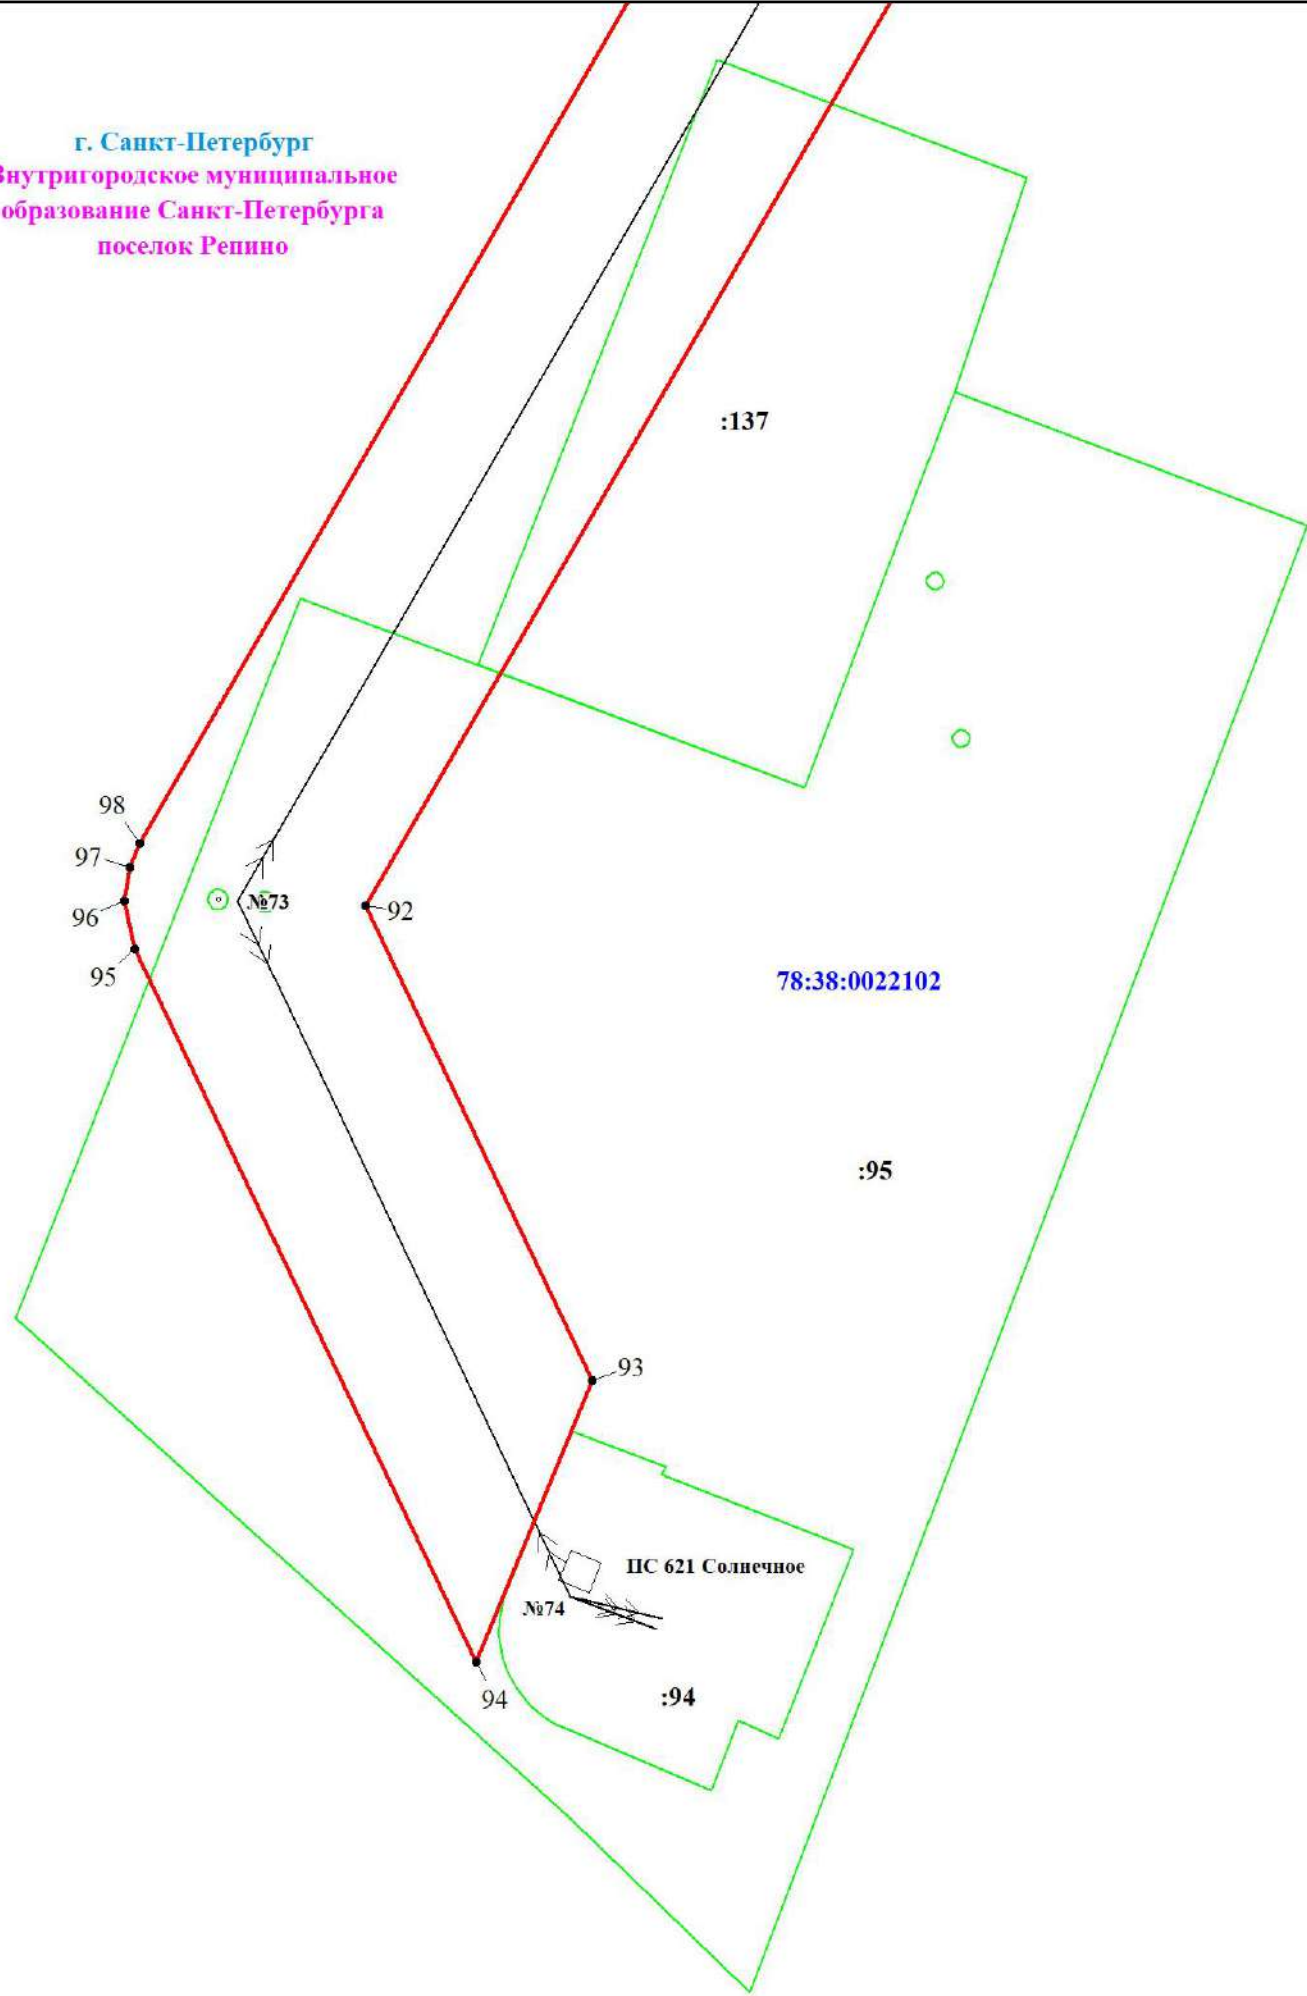 г. Санкт-Петербург
Внутригородское муниципальное
образование Санкт-Петербурга
поселок Репино
:137
98
97
96
№73
92
95
78:38:0022102
:95
93
ПС 621 Солнечное
№74
94
:94